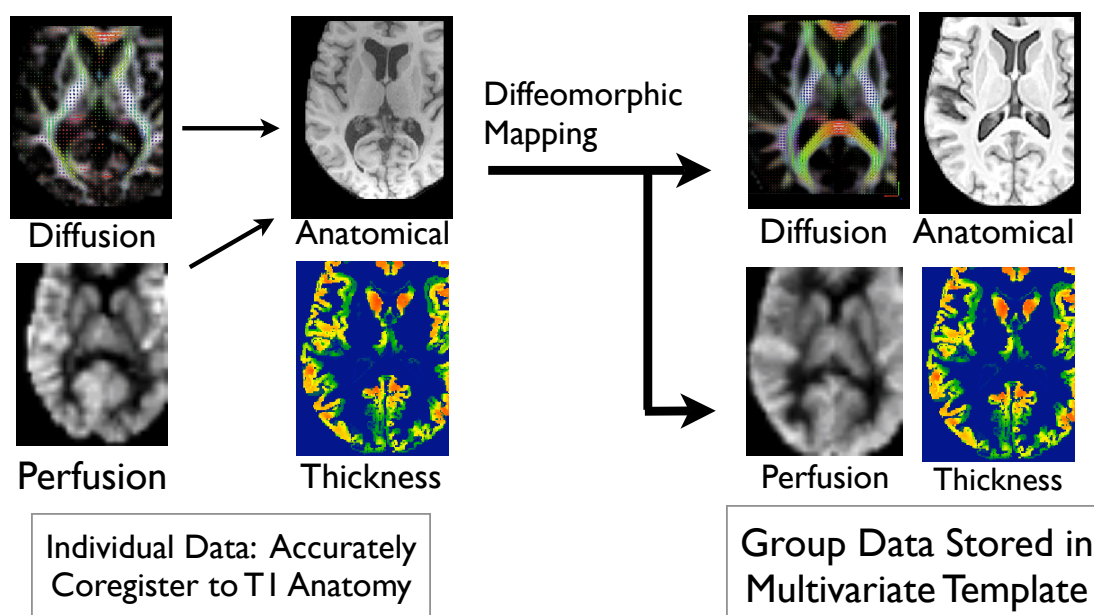 Diffusion
Anatomical
Perfusion
Thickness
Individual Data: Accurately
Coregister to T1 Anatomy
Diffeomorphic
Mapping
Diffusion
Anatomical
Perfusion
Thickness
Group Data Stored in
Multivariate Template